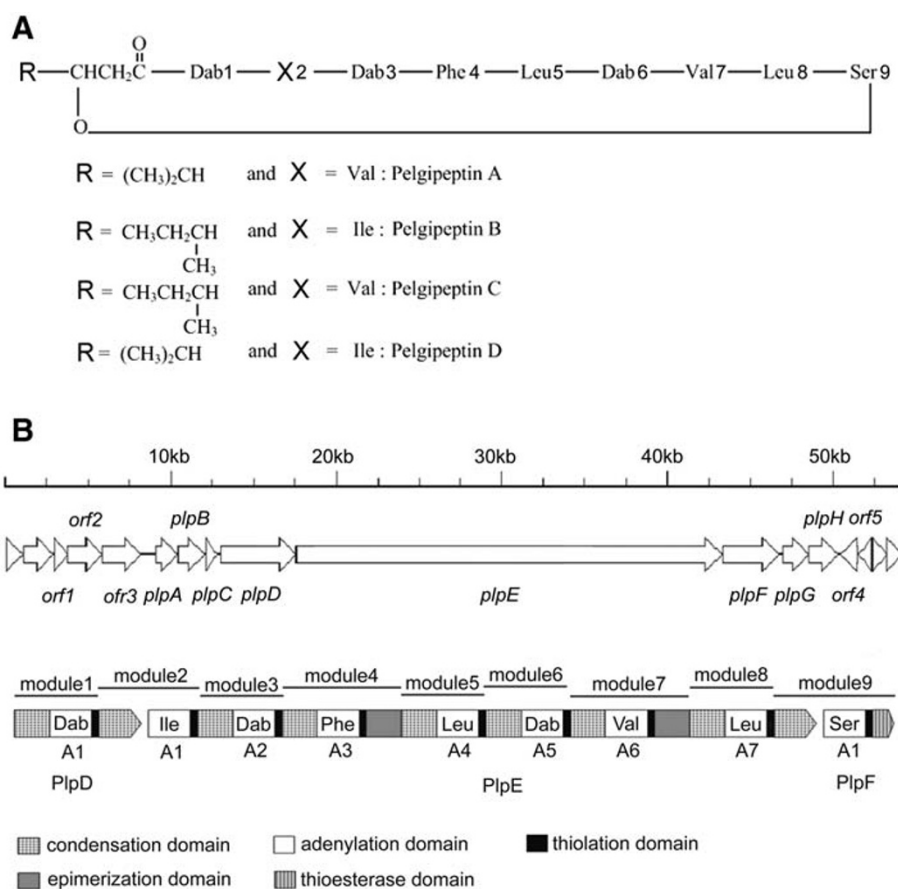 A
O
R—CHCH₂C—Dab1—X2—Dab3—Phe4—Leu5—Dab6—Val7—Leu8—Ser9
O
R = (CH₃)₂CH and X = Val : Pelgipeptin A
R = CH₃CH₂CH and X = Ile : Pelgipeptin B
CH₃
R = CH₃CH₂CH and X = Val : Pelgipeptin C
CH₃
R = (CH₃)₂CH and X = Ile : Pelgipeptin D
B
10kb 20kb 30kb 40kb 50kb
orf2 plpB plpH orf5
orf1 ofr3 plpA plpC plpD plpE plpF plpG orf4
module1 module2 module3 module4 module5 module6 module7 module8 module9
Dab Ile Dab Phe Leu Dab Val Leu Ser
A1 A1 A2 A3 A4 A5 A6 A7 A1
PlpD PlpE PlpF
condensation domain adenylation domain thiolation domain
epimerization domain thioesterase domain